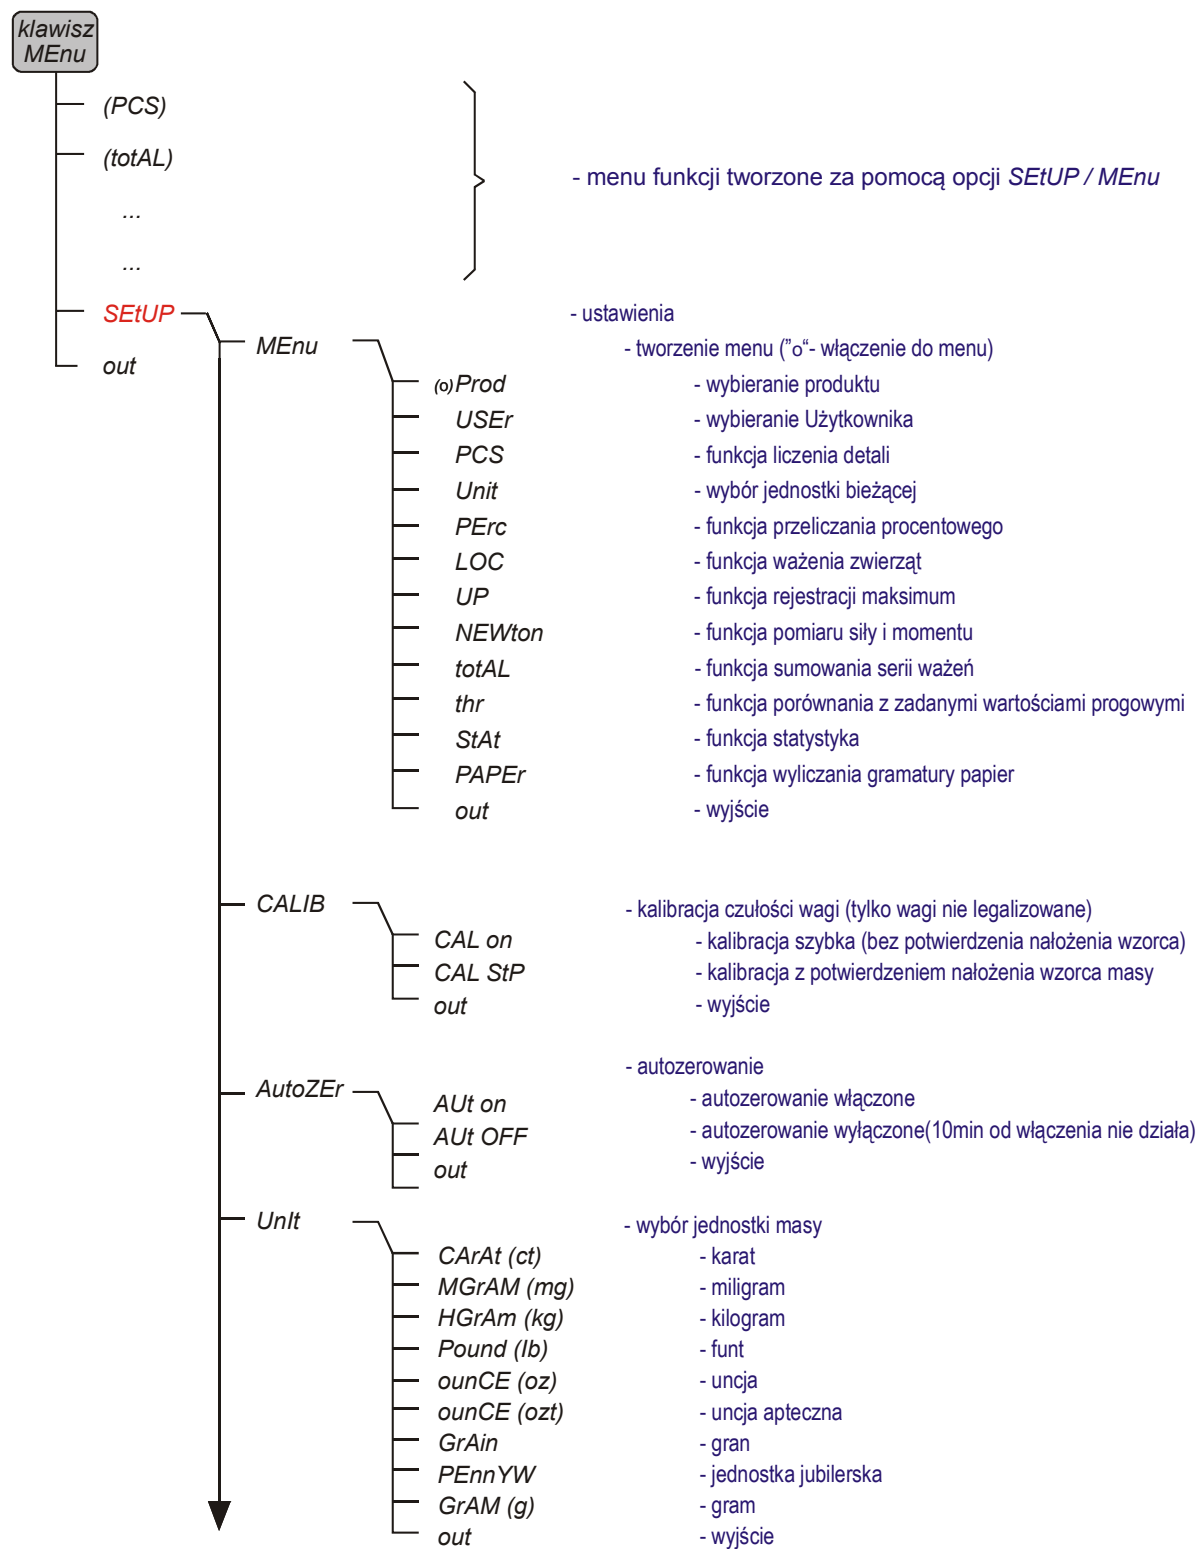 klawisz
MEnu
(PCS)
(totAL)
...
- menu funkcji tworzone za pomocą opcji SEtUP / MEnu
...
SEtUP - ustawienia
MEnu - tworzenie menu ("o"- włączenie do menu)
out
(o) Prod - wybieranie produktu
USEr - wybieranie Użytkownika
PCS - funkcja liczenia detali
Unit - wybór jednostki bieżącej
PErc - funkcja przeliczania procentowego
LOC - funkcja ważenia zwierząt
UP - funkcja rejestracji maksimum
NEWton - funkcja pomiaru siły i momentu
totAL - funkcja sumowania serii ważeń
thr - funkcja porównania z zadanymi wartościami progowymi
StAt - funkcja statystyka
PAPEr - funkcja wyliczania gramatury papier
out - wyjście
CALIB - kalibracja czułości wagi (tylko wagi nie legalizowane)
CAL on - kalibracja szybka (bez potwierdzenia nałożenia wzorca)
CAL StP - kalibracja z potwierdzeniem nałożenia wzorca masy
out - wyjście
AutoZEr - autozerowanie
AUt on - autozerowanie włączone
AUt OFF - autozerowanie wyłączone(10min od włączenia nie działa)
out - wyjście
UnIt - wybór jednostki masy
CArAt (ct) - karat
MGrAM (mg) - miligram
HGrAm (kg) - kilogram
Pound (lb) - funt
ounCE (oz) - uncja
ounCE (ozt) - uncja apteczna
GrAin - gran
PEnnYW - jednostka jubilerska
GrAM (g) - gram
out - wyjście